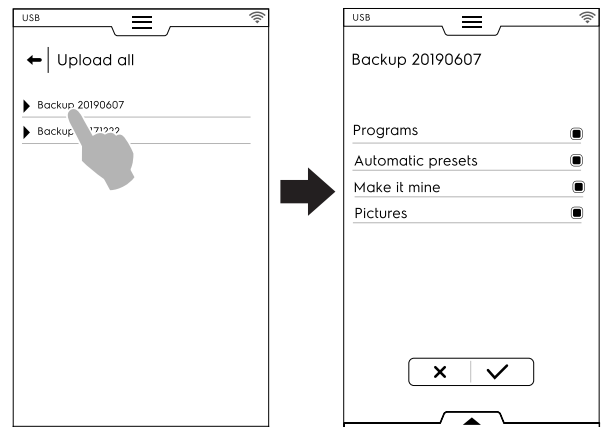 USB
Upload all
Backup 20190607
Backup
USB
Backup 20190607
Programs
Automatic presets
Make it mine
Pictures